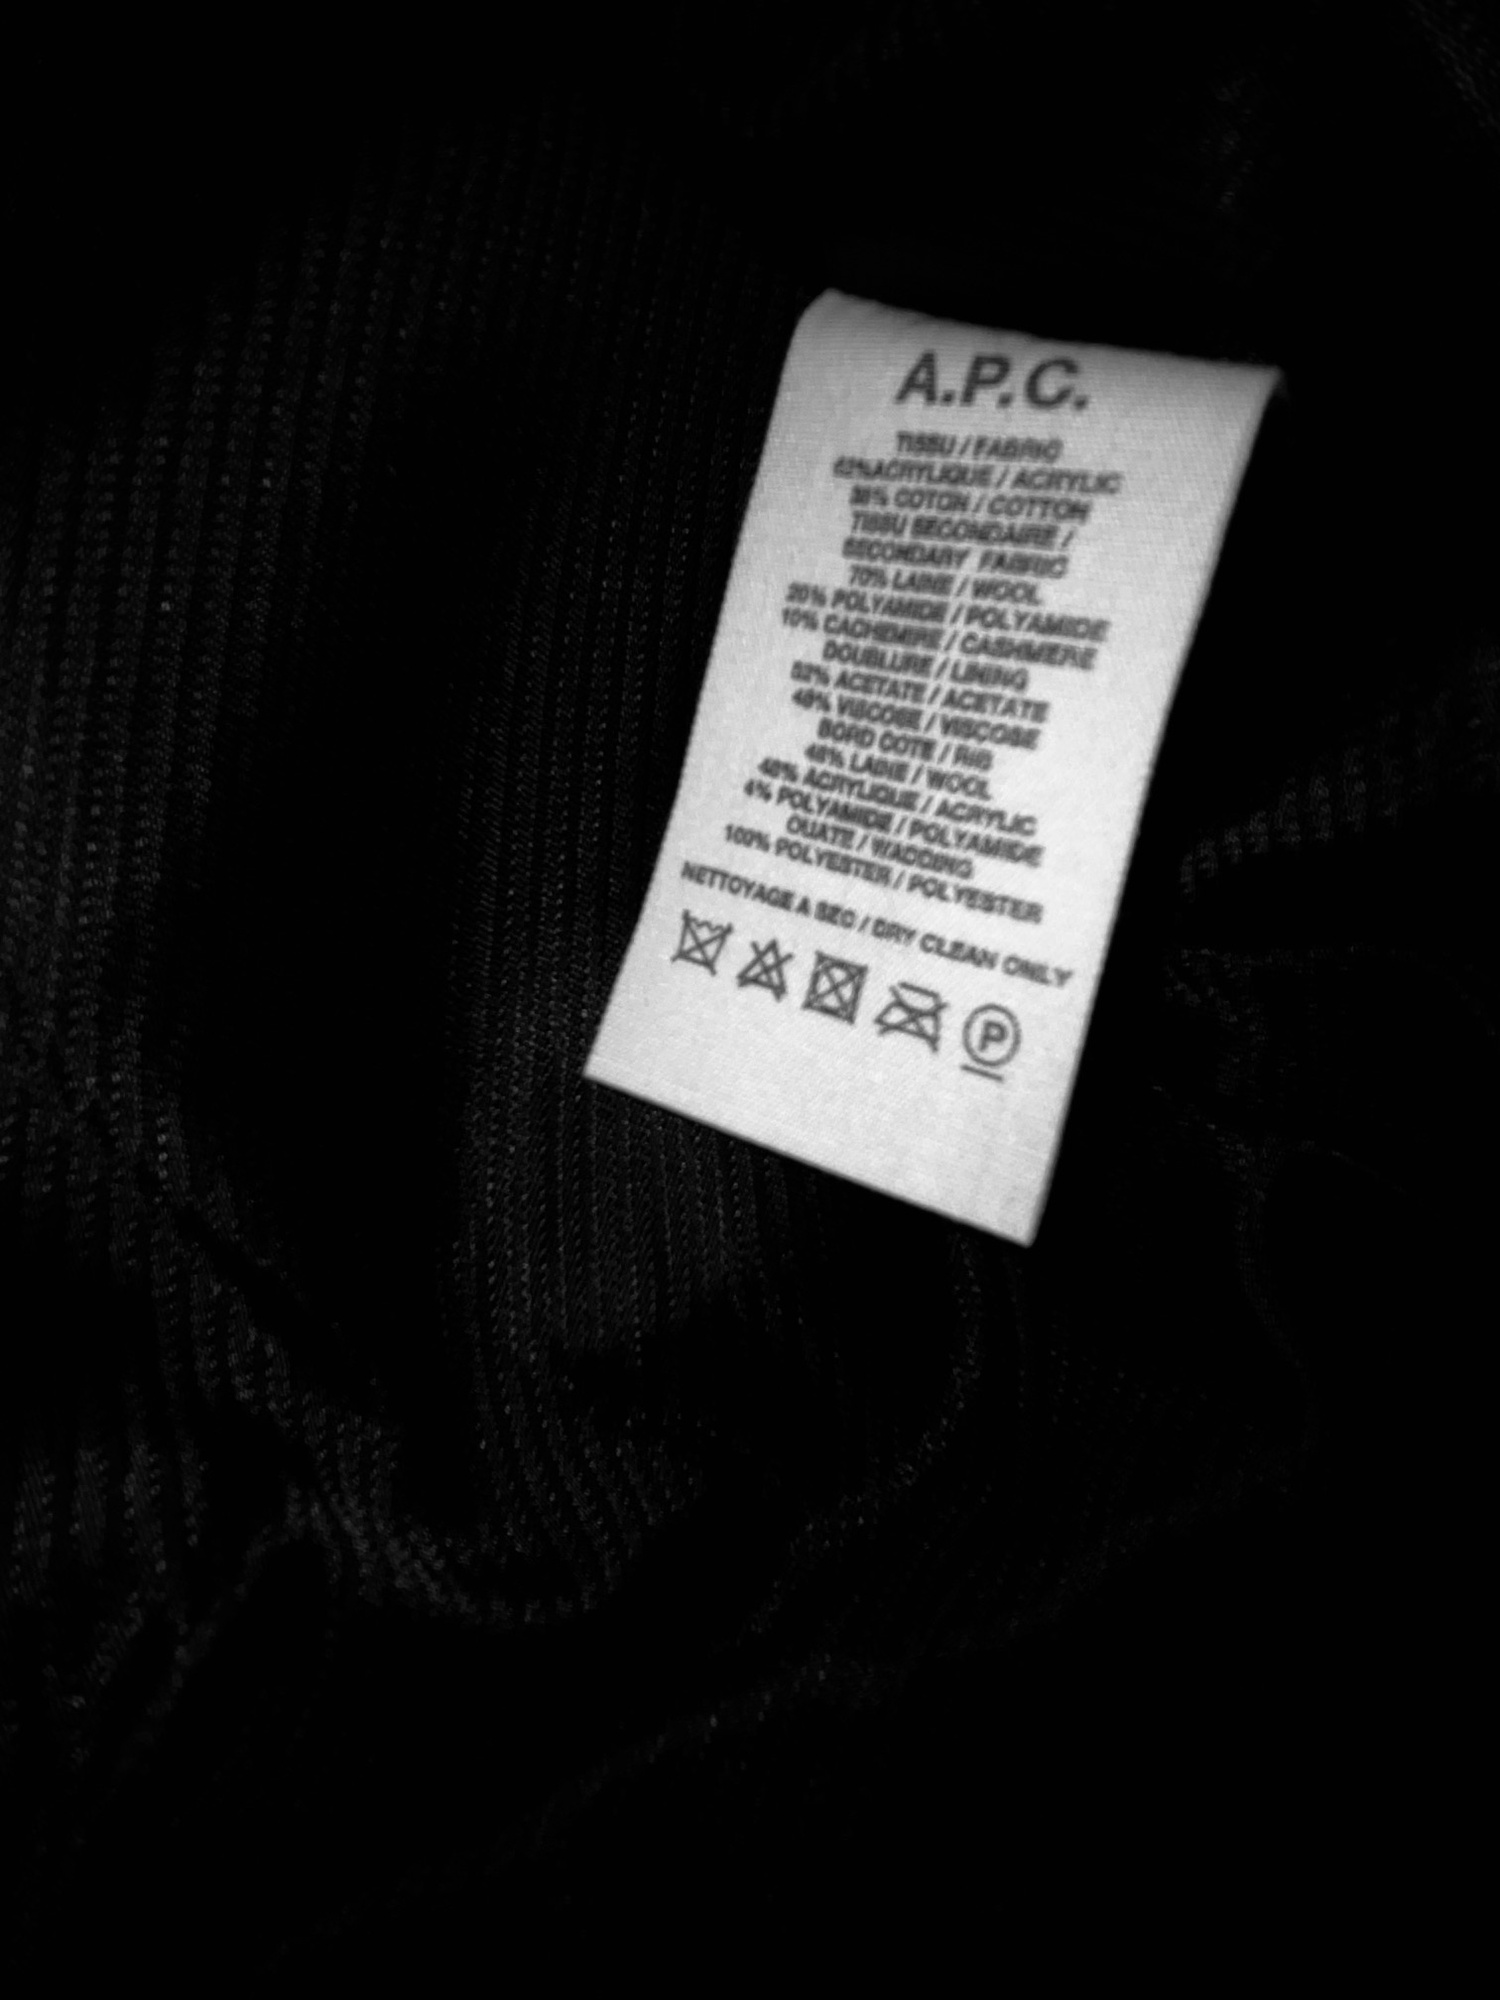 A.P.C.
TISSU / FABRIC
62%ACRYLIQUE / ACRYLIC
38% COTON / COTTON
TISSU SECONDAIRE /
SECONDARY FABRIC
70% LAINE / WOOL
20% POLYAMIDE / POLYAMIDE
10% CACHEMIRE / CASHMERE
DOUBLURE / LINING
52% ACETATE / ACETATE
48% VISCOSE / VISCOSE
BORD COTE / RIB
48% LAINE / WOOL
48% ACRYLIQUE / ACRYLIC
4% POLYAMIDE / POLYAMIDE
OUATE / WADDING
100% POLYESTER / POLYESTER
NETTOYAGE A SEC / DRY CLEAN ONLY
P